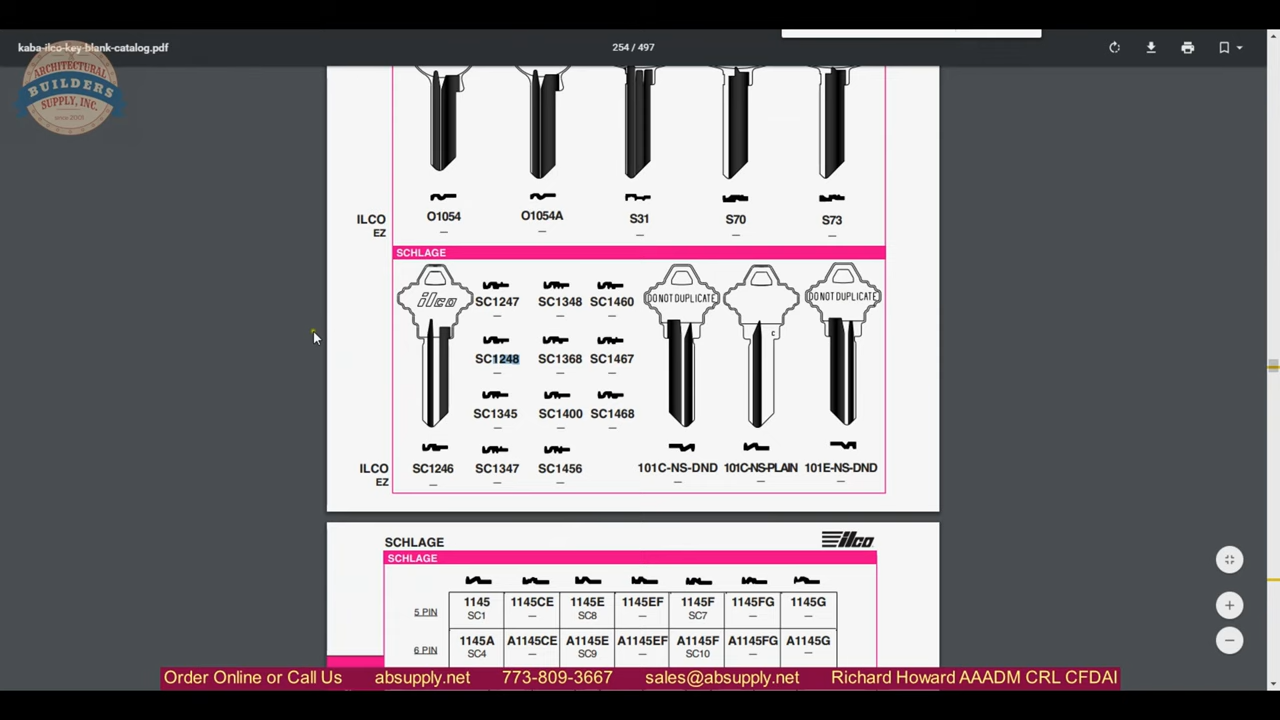 kaba-ilco-key-blank-catalog.pdf
254 / 497
ARCHITECTURAL
BUILDERS
SUPPLY, INC.
since 2001
O1054 O1054A S31 S70 S73
ILCO
EZ — — — — —
SCHLAGE
ilco
DO NOT DUPLICATE
C
DO NOT DUPLICATE
SC1247 SC1348 SC1460
— — —
SC1248 SC1368 SC1467
— — —
SC1345 SC1400 SC1468
— — —
ILCO SC1246 SC1347 SC1456 101C-NS-DND 101C-NS-PLAIN 101E-NS-DND
EZ — — — — — —
SCHLAGE
ilco
SCHLAGE
5 PIN
1145 1145CE 1145E 1145EF 1145F 1145FG 1145G
SC1 — SC8 — SC7 — —
6 PIN
1145A A1145CE A1145E A1145EF A1145F A1145FG A1145G
SC4 — SC9 — SC10 — —
Order Online or Call Us absupply.net 773-809-3667 sales@absupply.net Richard Howard AAADM CRL CFDAI